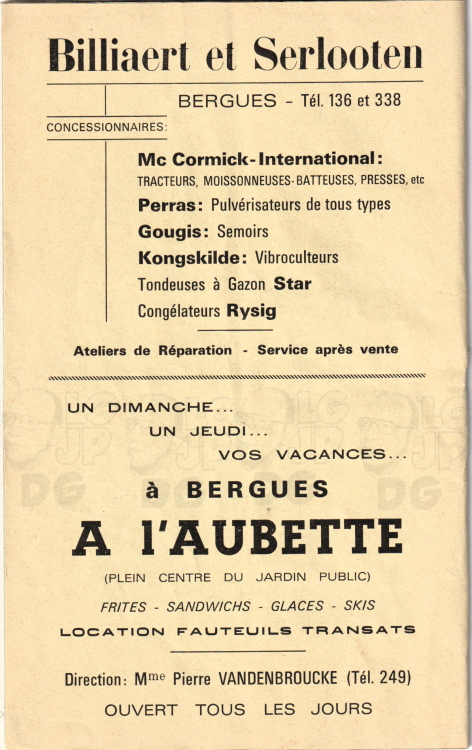 Billiaert et Serlooten
BERGUES - Tél. 136 et 338
CONCESSIONNAIRES:
Mc Cormick-International:
TRACTEURS, MOISSONNEUSES-BATTEUSES, PRESSES, etc
Perras: Pulvérisateurs de tous types
Gougis: Semoirs
Kongskilde: Vibroculteurs
Tondeuses à Gazon Star
Congélateurs Rysig
Ateliers de Réparation - Service après vente
UN DIMANCHE...
UN JEUDI...
VOS VACANCES...
à BERGUES
A l'AUBETTE
(PLEIN CENTRE DU JARDIN PUBLIC)
FRITES - SANDWICHS - GLACES - SKIS
LOCATION FAUTEUILS TRANSATS
Direction: Mme Pierre VANDENBROUCKE (Tél. 249)
OUVERT TOUS LES JOURS